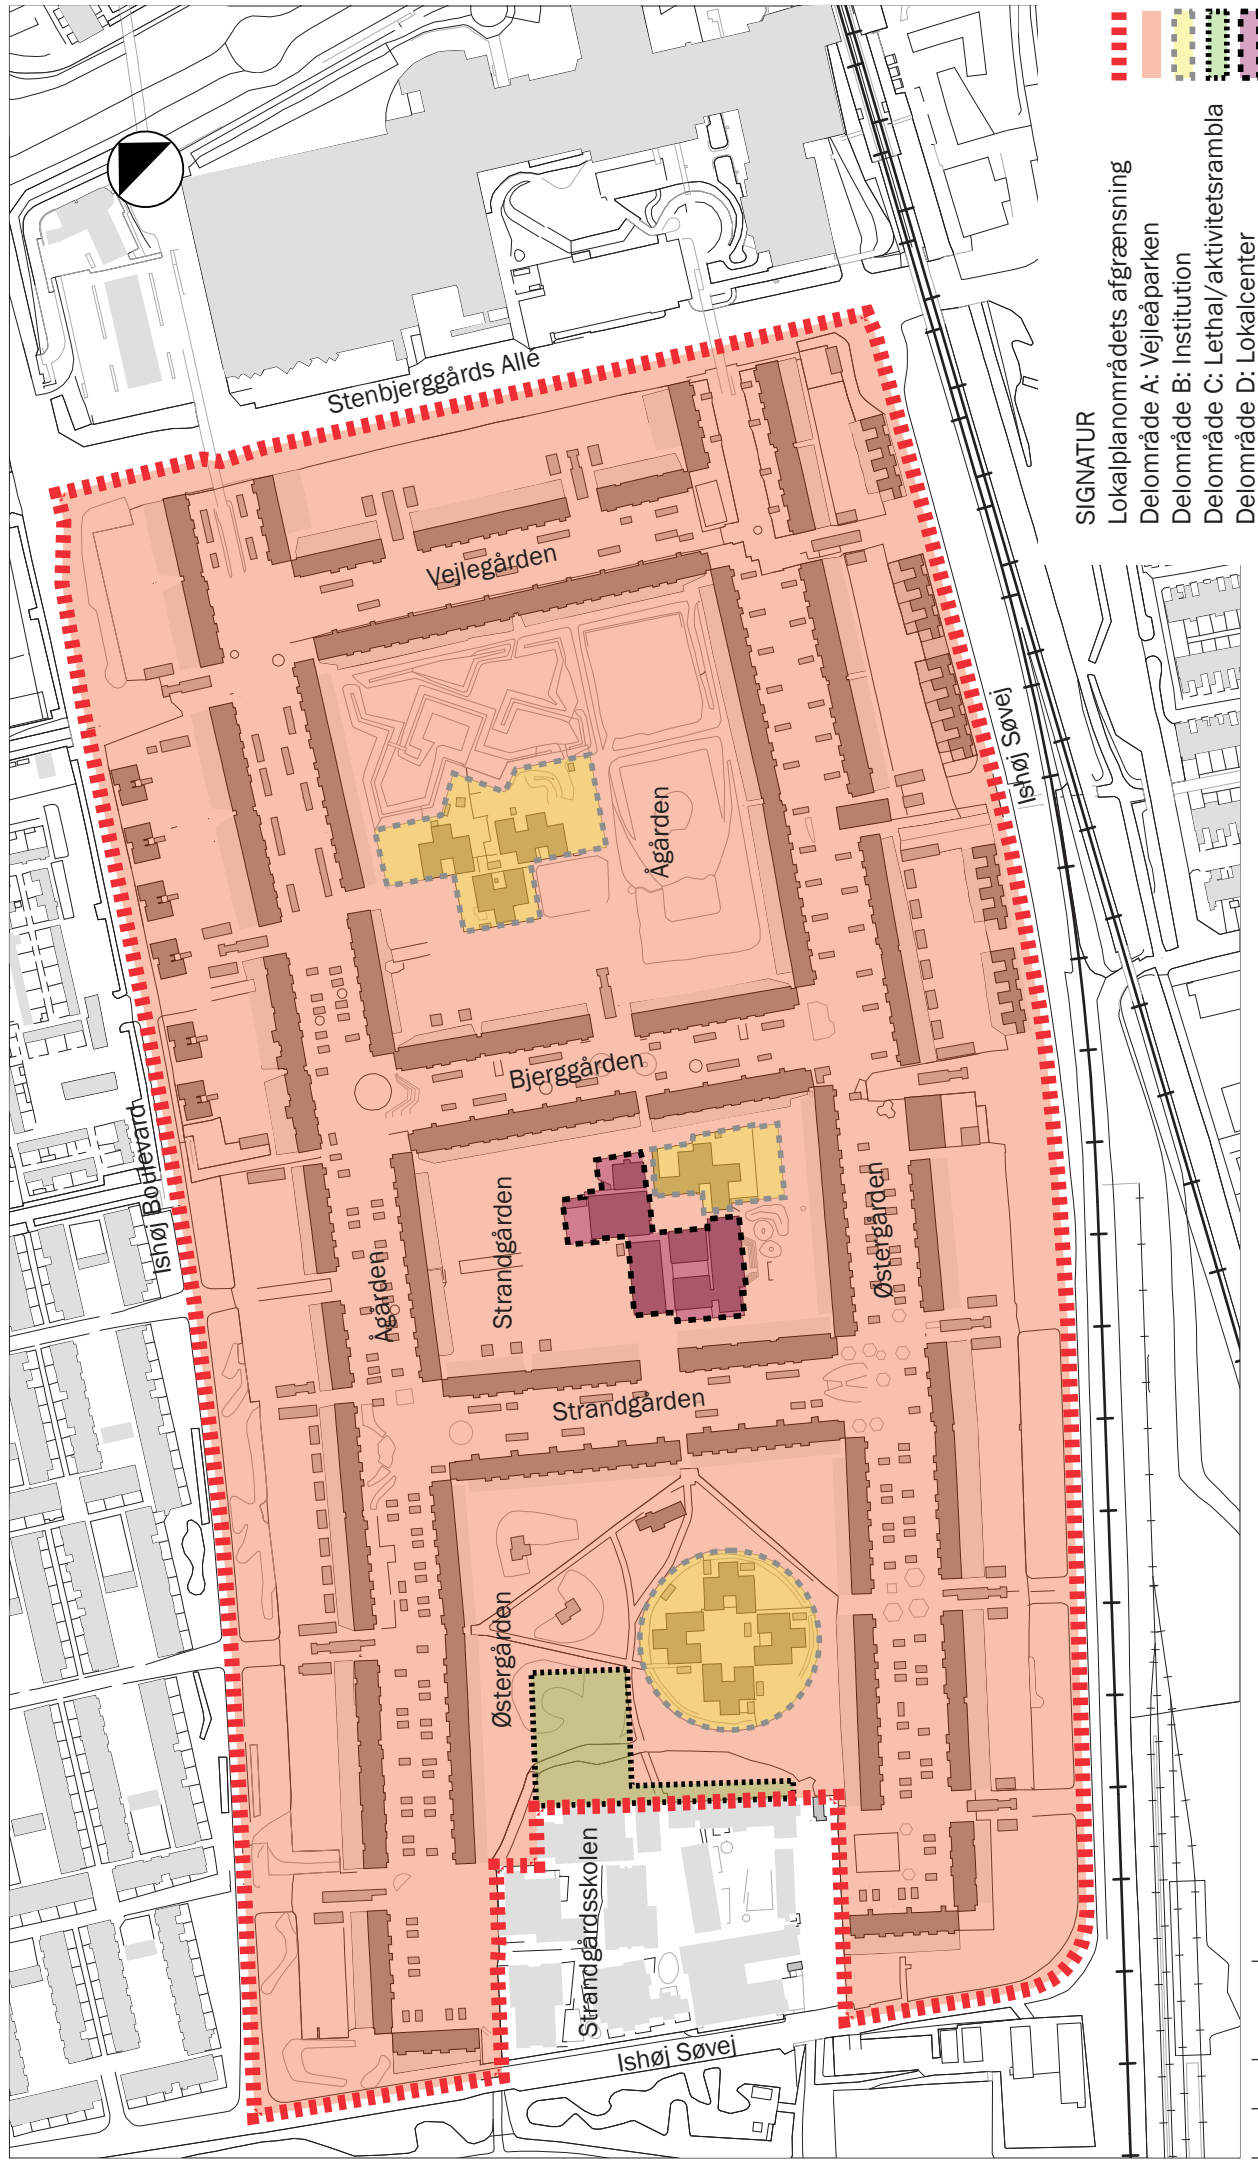 Stenbjerggårds Alle
Vejlegården
Ishøj Søvej
Ågården
Bjerggården
Ishøj Boulevard
Strandgården
Østergården
Ågården
Strandgården
Østergården
Strandgårdsskolen
Ishøj Søvej
SIGNATUR
Lokalplanområdets afgrænsning
Delområde A: Vejleåparken
Delområde B: Institution
Delområde C: Lethal/aktivitetsrambla
Delområde D: Lokalcenter